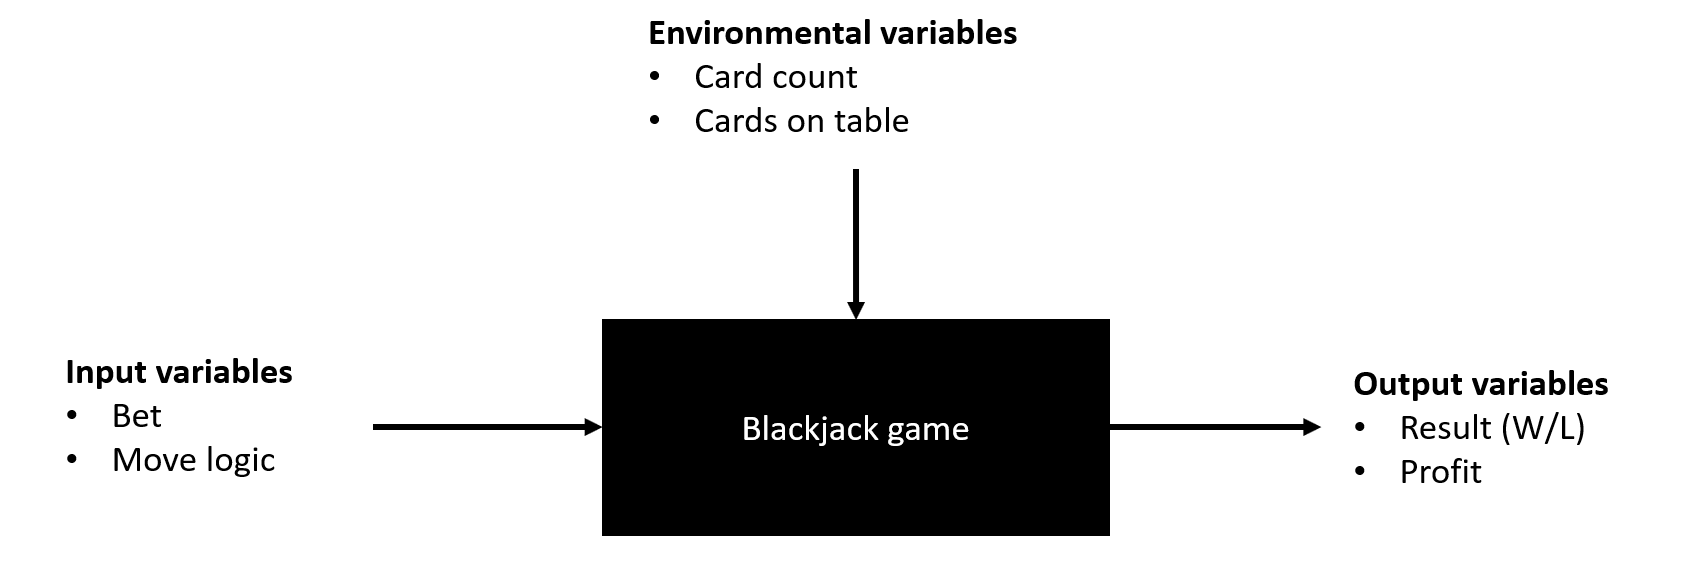 Environmental variables
• Card count
• Cards on table
Input variables
• Bet
• Move logic
Blackjack game
Output variables
• Result (W/L)
• Profit